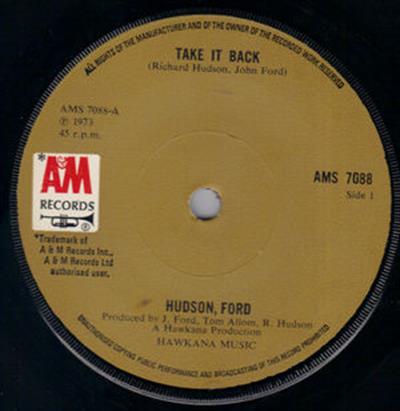 ALL RIGHTS OF THE MANUFACTURER AND OF THE OWNER OF THE RECORDED WORK RESERVED
TAKE IT BACK
(Richard Hudson, John Ford)
AMS 7088-A
℗ 1973
45 r.p.m.
*
A&M
RECORDS
AMS 7088
Side 1
*Trademark of
A & M Records Inc.,
A & M Records Ltd
authorised user.
HUDSON, FORD
Produced by J. Ford, Tom Allom, R. Hudson
A Hawkana Production
HAWKANA MUSIC
UNAUTHORISED COPYING PUBLIC PERFORMANCE AND BROADCASTING OF THIS RECORD PROHIBITED